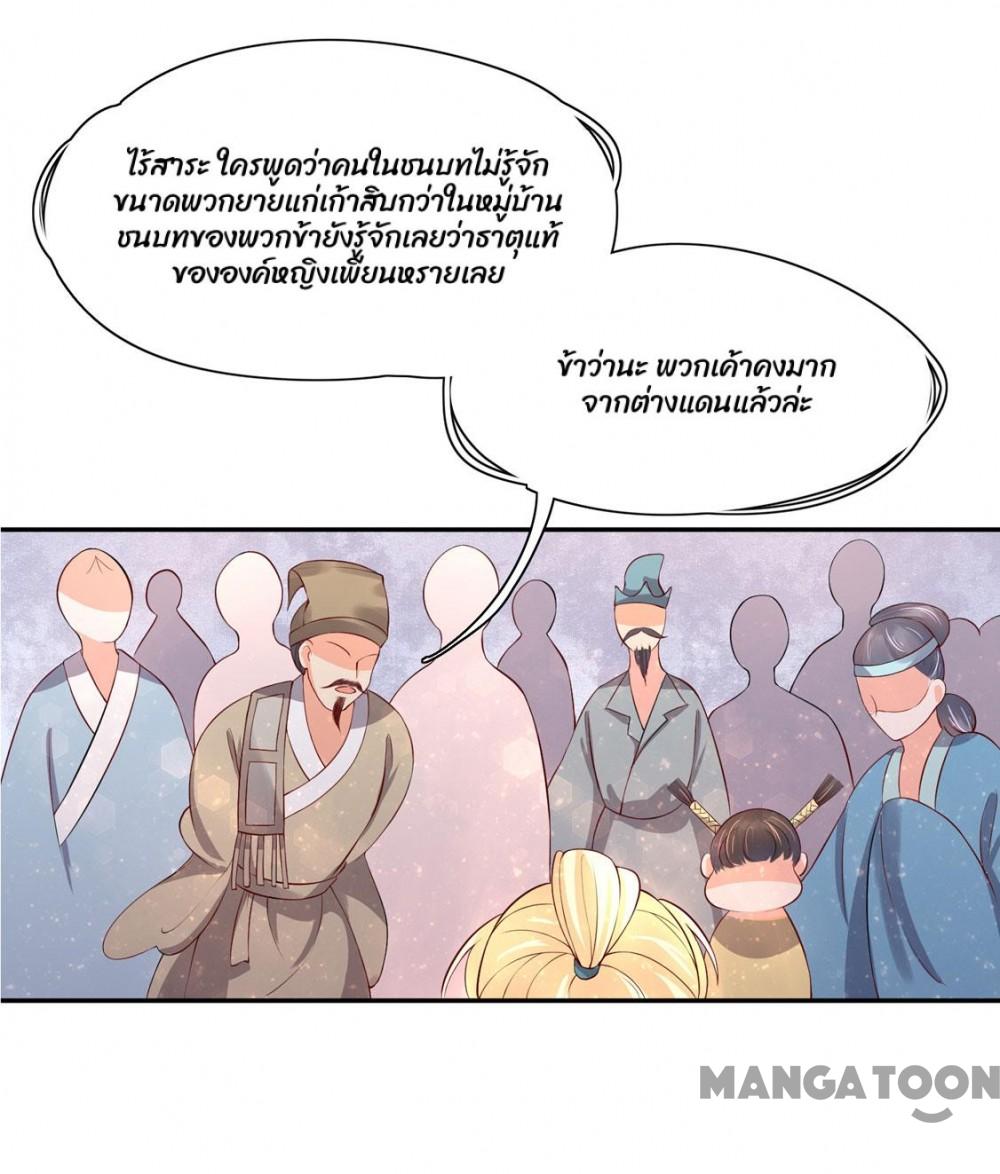 ไร้สาระ ใครพูดว่าคนในชนบทไม่รู้จัก
ขนาดพวกยายแก่เก้าสิบกว่าในหมู่บ้าน
ชนบทของพวกข้ายังรู้จักเลยว่าธาตุแท้
ขององค์หญิงเพี้ยนหรายเลย
ข้าว่านะ พวกเค้าคงมาก
จากต่างแดนแล้วล่ะ
MANGATOON